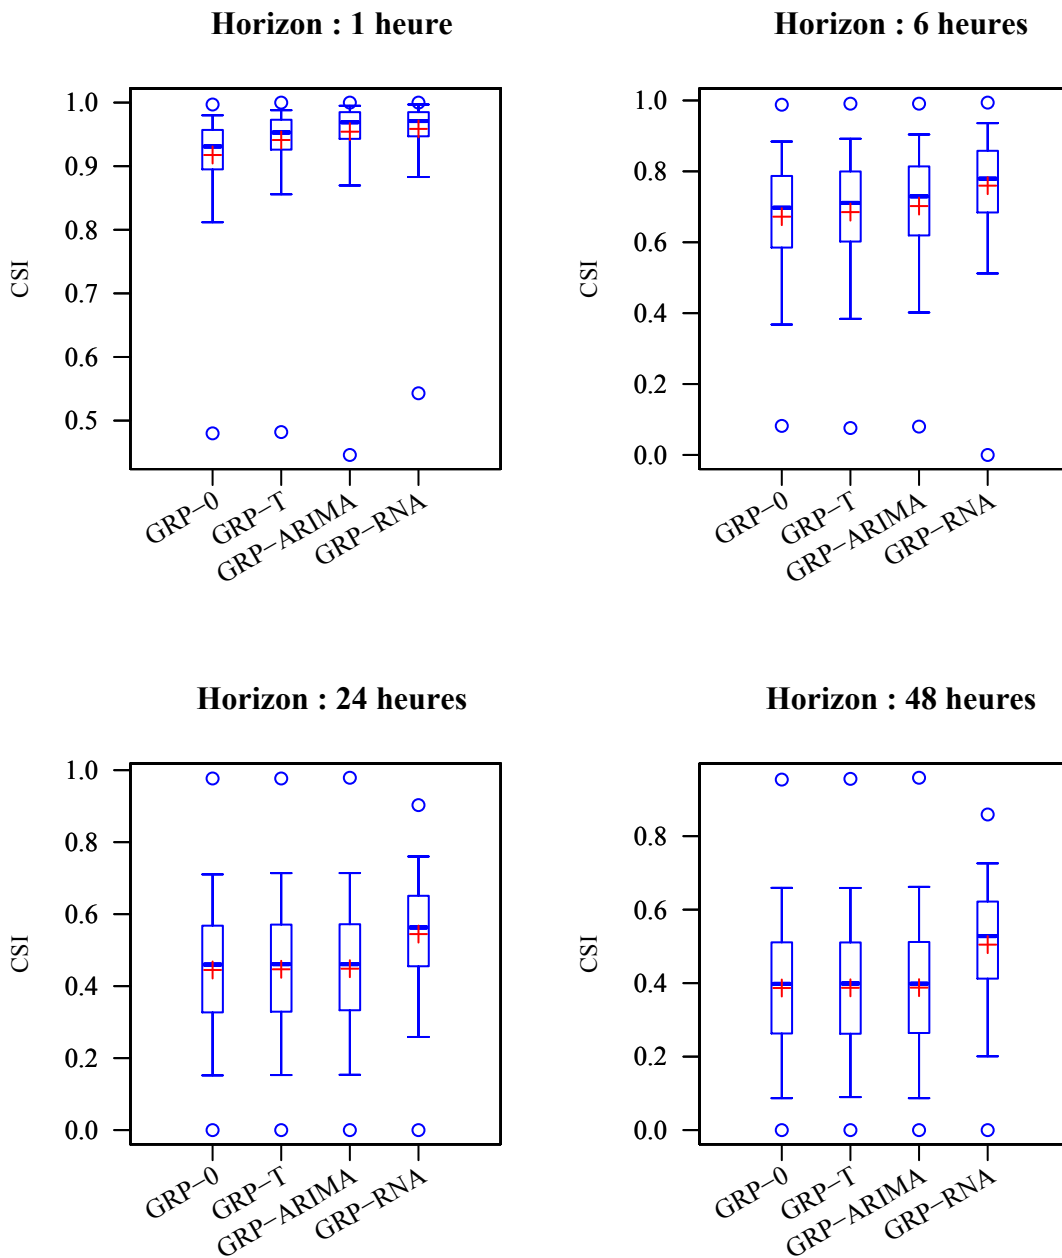 Horizon : 1 heure
CSI
1.0
0.9
0.8
0.7
0.6
0.5
GRP−0
GRP−T
GRP−ARIMA
GRP−RNA
Horizon : 6 heures
CSI
1.0
0.8
0.6
0.4
0.2
0.0
GRP−0
GRP−T
GRP−ARIMA
GRP−RNA
Horizon : 24 heures
CSI
1.0
0.8
0.6
0.4
0.2
0.0
GRP−0
GRP−T
GRP−ARIMA
GRP−RNA
Horizon : 48 heures
CSI
0.8
0.6
0.4
0.2
0.0
GRP−0
GRP−T
GRP−ARIMA
GRP−RNA